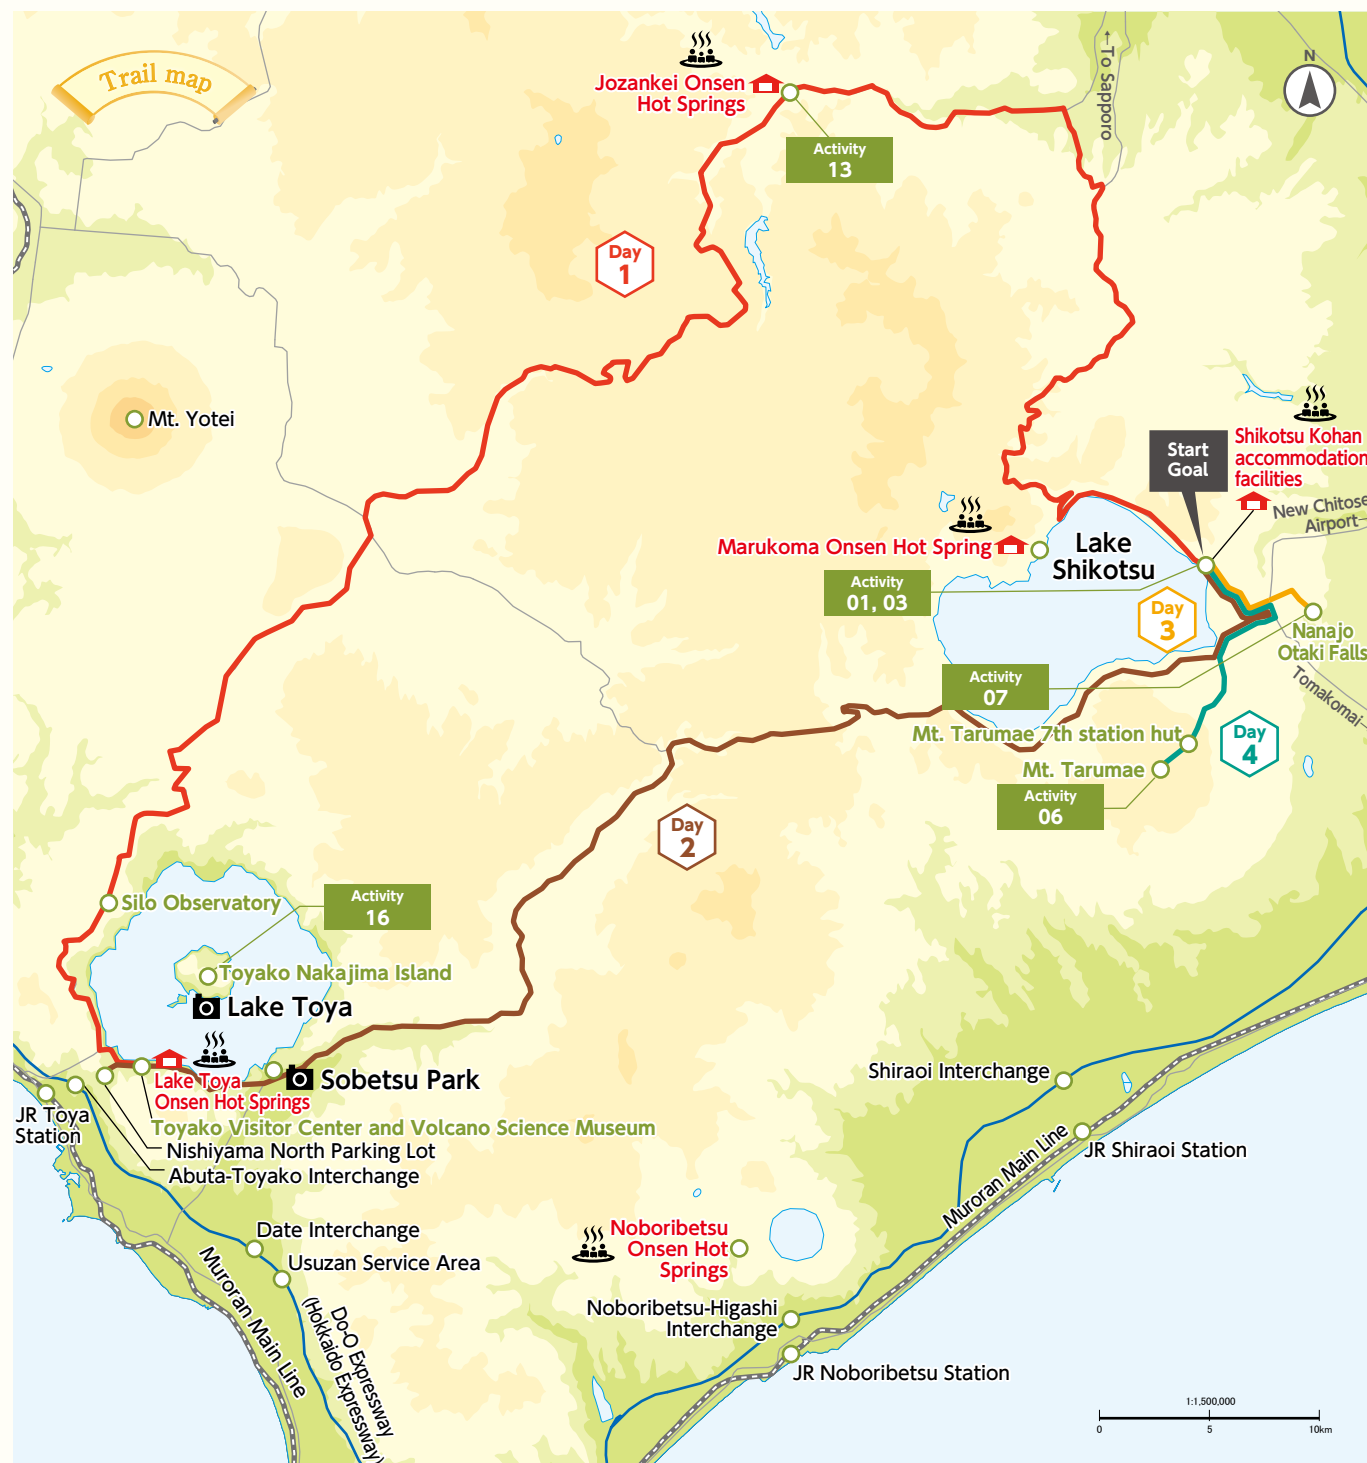 Trail map
Jozankei Onsen
Hot Springs
←To Sapporo
N
Activity
13
Day
1
Mt. Yotei
Start
Goal
Shikotsu Kohan
accommodation
facilities
New Chitose
Airport
Marukoma Onsen Hot Spring
Lake
Shikotsu
Activity
01, 03
Day
3
Nanajo
Otaki Falls
Tomakomai
Activity
07
Mt. Tarumae 7th station hut
Day
4
Mt. Tarumae
Activity
06
Day
2
Silo Observatory
Activity
16
Toyako Nakajima Island
Lake Toya
Sobetsu Park
Lake Toya
Onsen Hot Springs
JR Toya
Station
Toyako Visitor Center and Volcano Science Museum
Nishiyama North Parking Lot
Abuta-Toyako Interchange
Shiraoi Interchange
JR Shiraoi Station
Muroran Main Line
Date Interchange
Usuzan Service Area
Muroran Main Line
Do-O Expressway
(Hokkaido Expressway)
Noboribetsu
Onsen Hot
Springs
Noboribetsu-Higashi
Interchange
JR Noboribetsu Station
1:1,500,000
0 5 10km